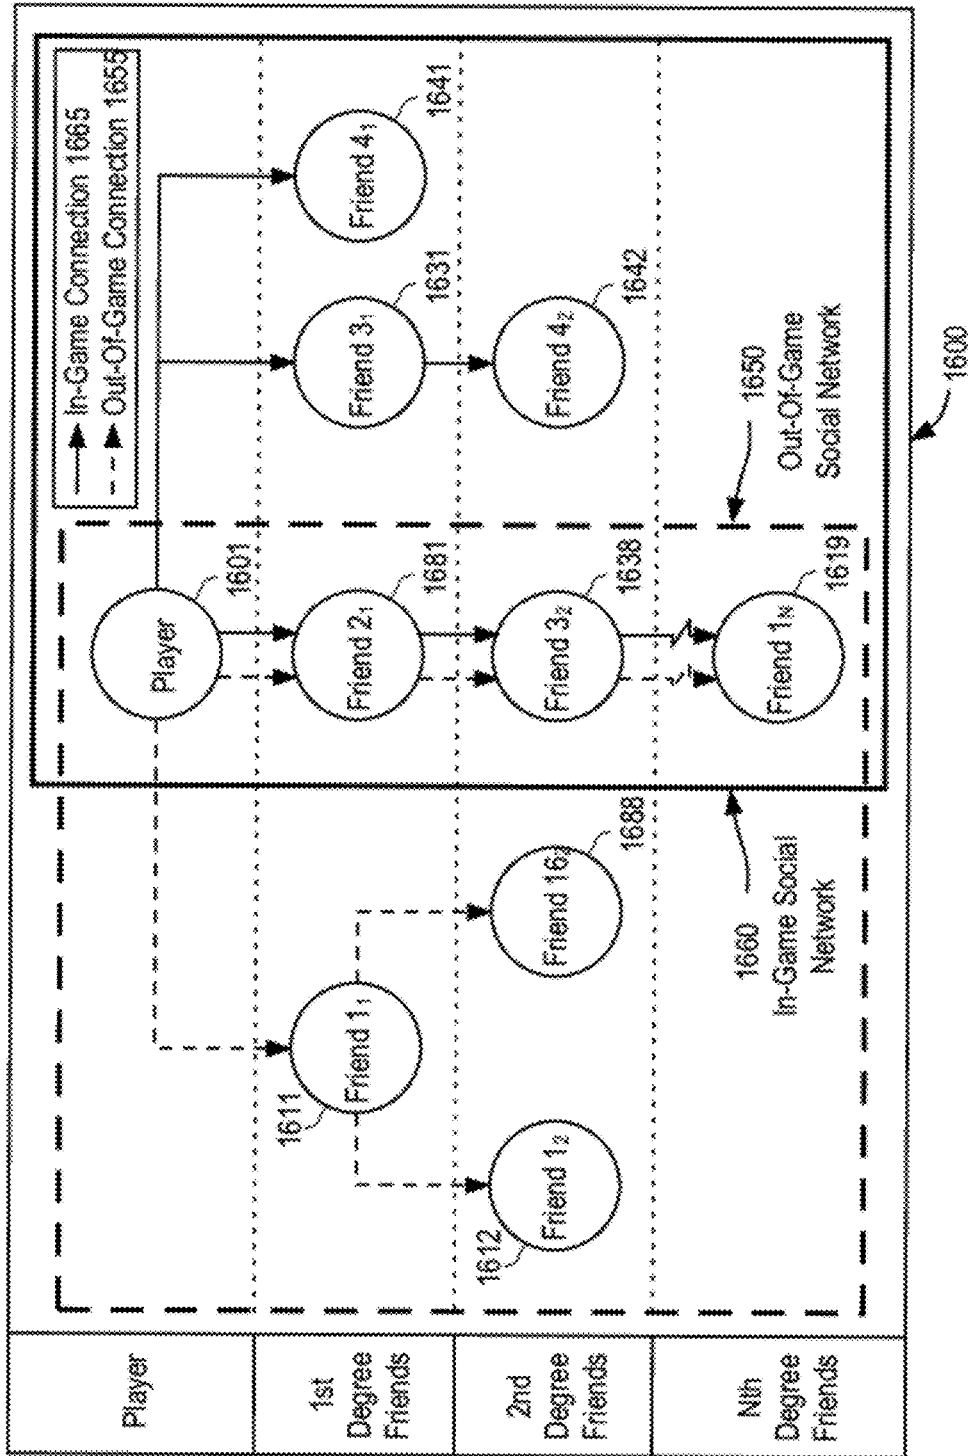 Player
1st
Degree
Friends
2nd
Degree
Friends
Nth
Degree
Friends
In-Game Connection 1665
Out-Of-Game Connection 1655
Player
1601
1611
Friend 1₁
Friend 2₁
1681
Friend 3₁
1631
Friend 4₁
1641
1612
Friend 1₂
Friend 16₂
1688
Friend 3₂
1638
Friend 4₂
1642
1660
In-Game Social
Network
Friend 1N
1619
1650
Out-Of-Game
Social Network
1600